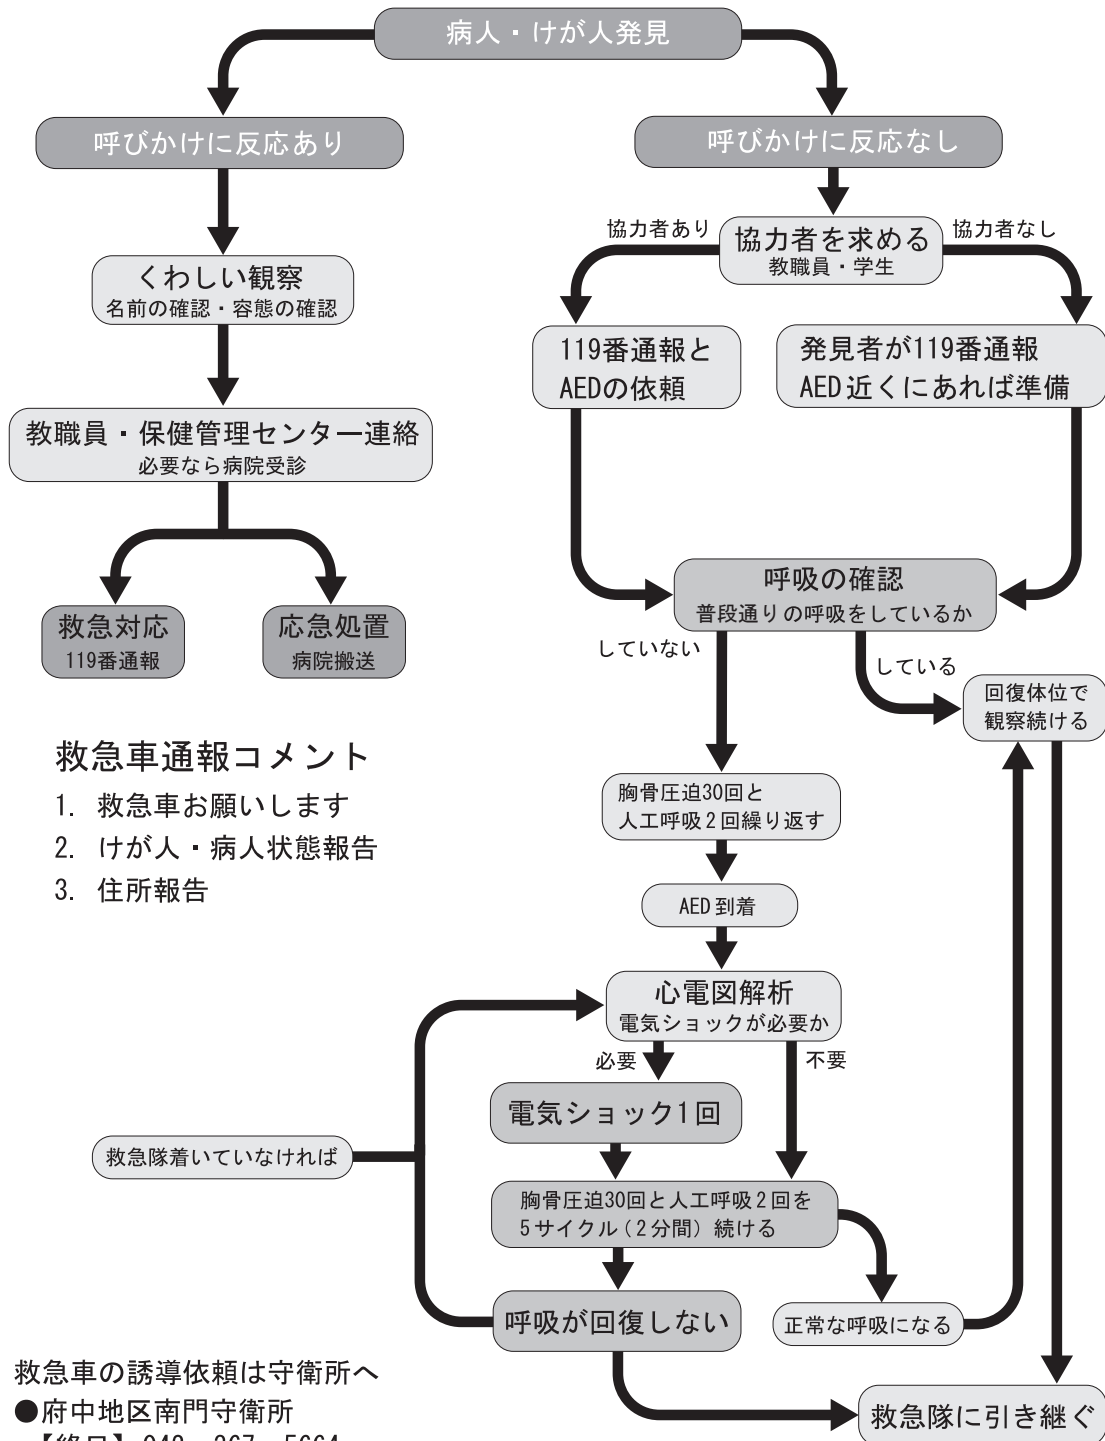 病人・けが人発見
呼びかけに反応あり
呼びかけに反応なし
協力者あり
協力者を求める
教職員・学生
協力者なし
くわしい観察
名前の確認・容態の確認
119番通報と
AEDの依頼
発見者が119番通報
AED近くにあれば準備
教職員・保健管理センター連絡
必要なら病院受診
救急対応
119番通報
応急処置
病院搬送
呼吸の確認
普段通りの呼吸をしているか
していない
している
回復体位で
観察続ける
救急車通報コメント
1. 救急車お願いします
2. けが人・病人状態報告
3. 住所報告
胸骨圧迫30回と
人工呼吸2回繰り返す
AED到着
心電図解析
電気ショックが必要か
必要
不要
電気ショック1回
救急隊着いていなければ
胸骨圧迫30回と人工呼吸2回を
5サイクル(2分間)続ける
呼吸が回復しない
正常な呼吸になる
救急隊に引き継ぐ
救急車の誘導依頼は守衛所へ
●府中地区南門守衛所